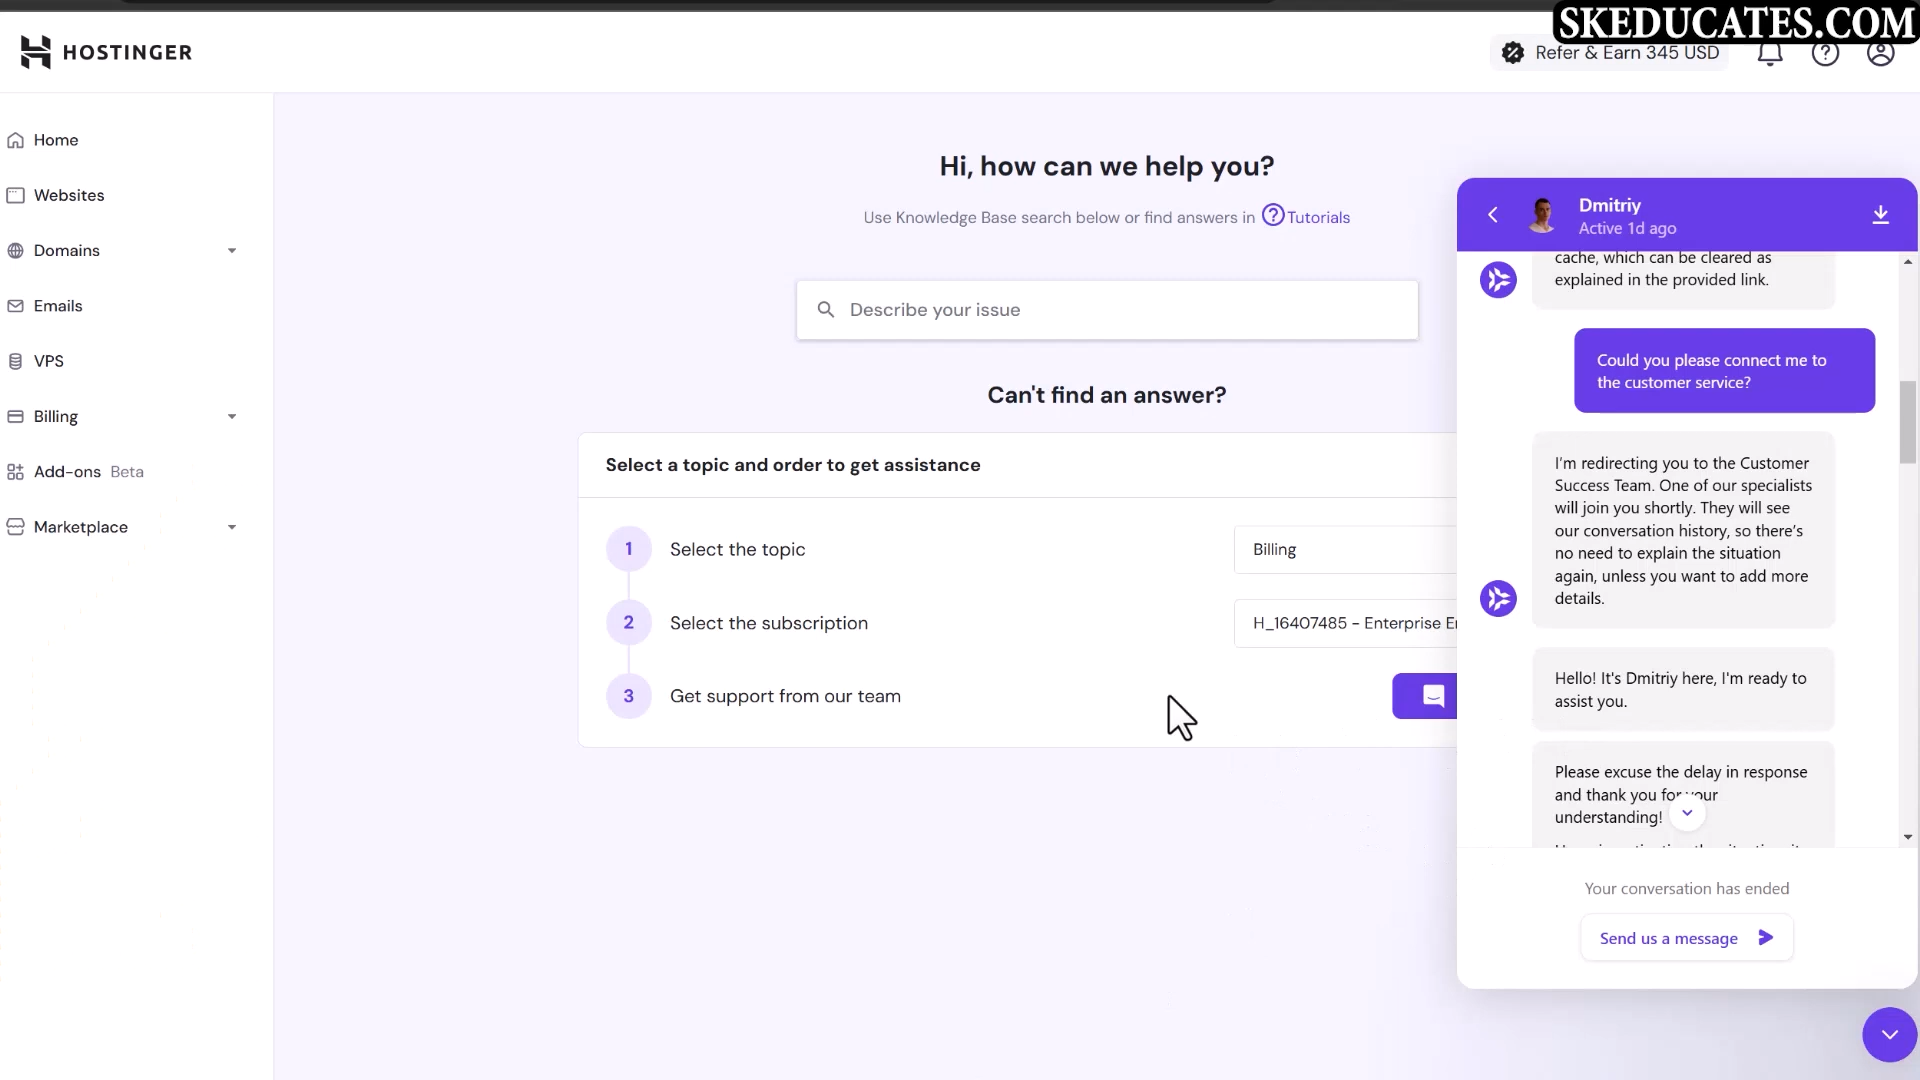 SKEDUCATES.COM
HOSTINGER
Refer & Earn 345 USD
Home
Websites
Domains
Emails
VPS
Billing
Add-ons Beta
Marketplace
Hi, how can we help you?
Use Knowledge Base search below or find answers in Tutorials
Describe your issue
Can't find an answer?
Select a topic and order to get assistance
1 Select the topic
Billing
2 Select the subscription
H_16407485 - Enterprise
3 Get support from our team
Dmitriy
Active 1d ago
cache, which can be cleared as
explained in the provided link.
Could you please connect me to
the customer service?
I'm redirecting you to the Customer
Success Team. One of our specialists
will join you shortly. They will see
our conversation history, so there's
no need to explain the situation
again, unless you want to add more
details.
Hello! It's Dmitriy here, I'm ready to
assist you.
Please excuse the delay in response
and thank you for your
understanding!
Your conversation has ended
Send us a message